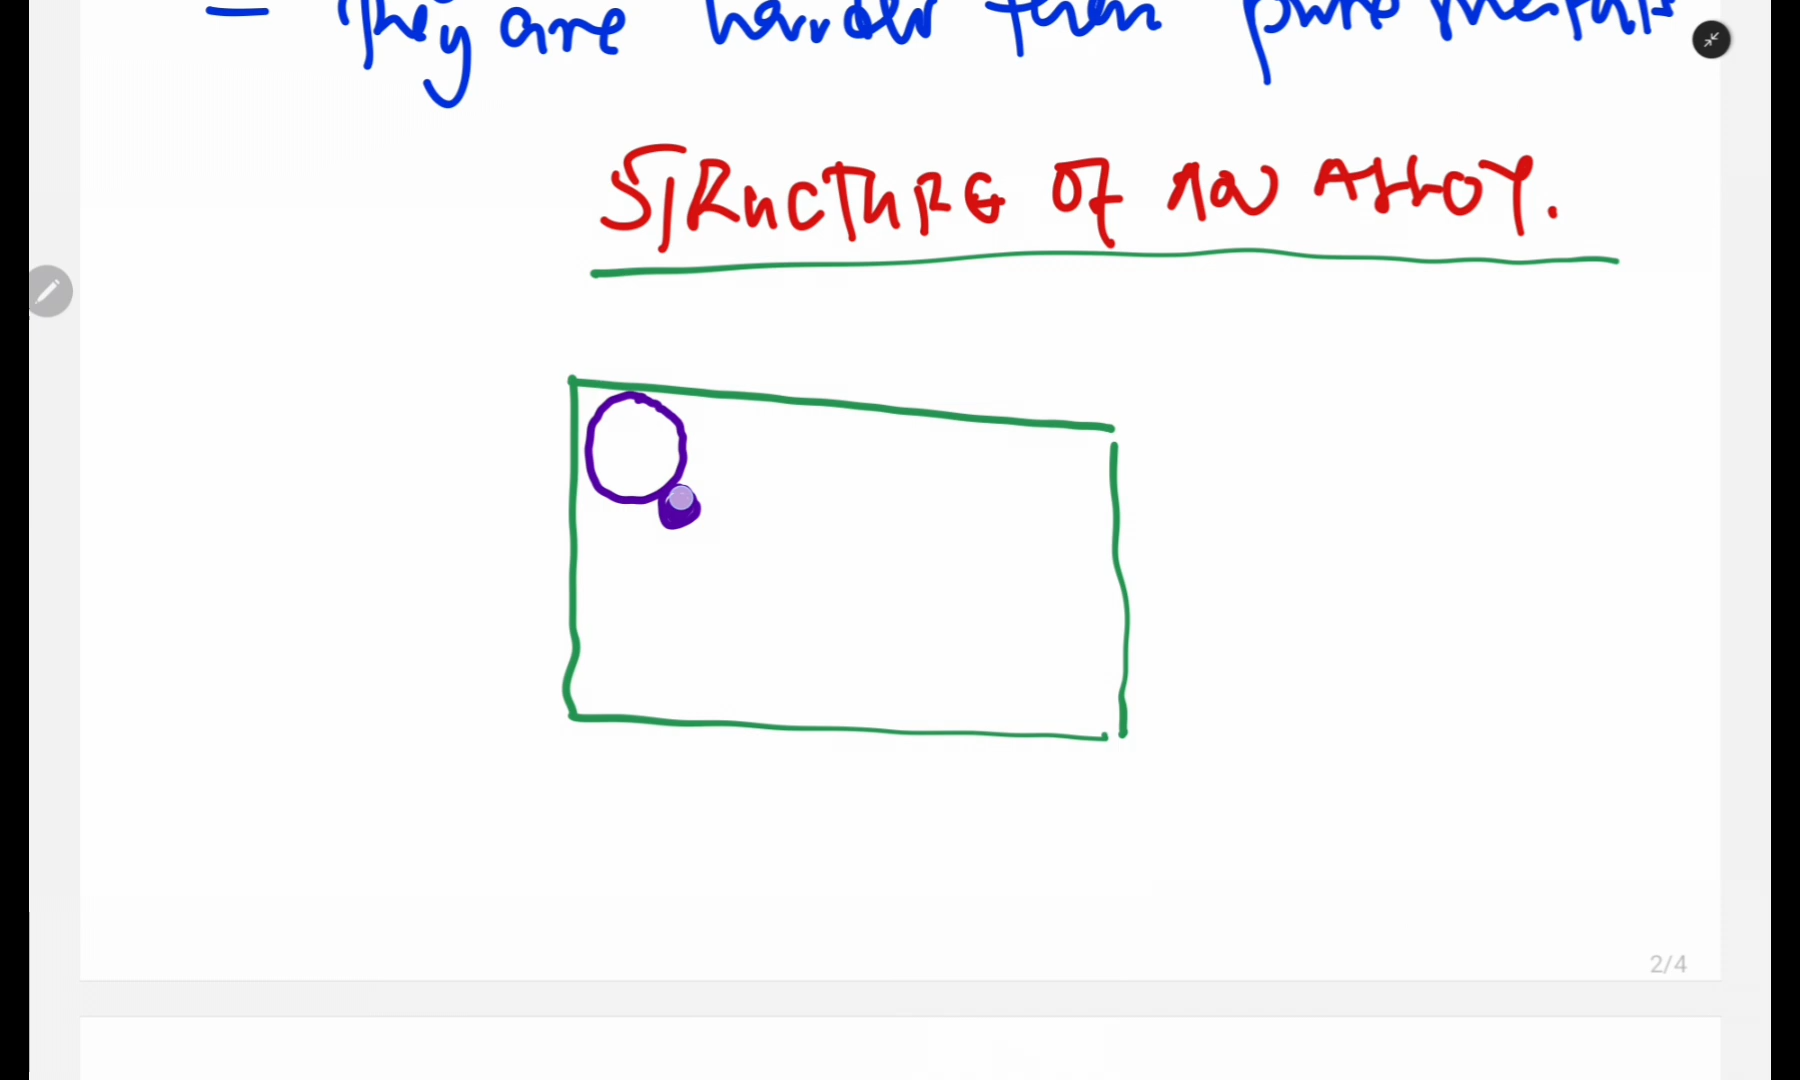 - They are harder than pure metals
STRUCTURE OF AN ALLOY.
2/4